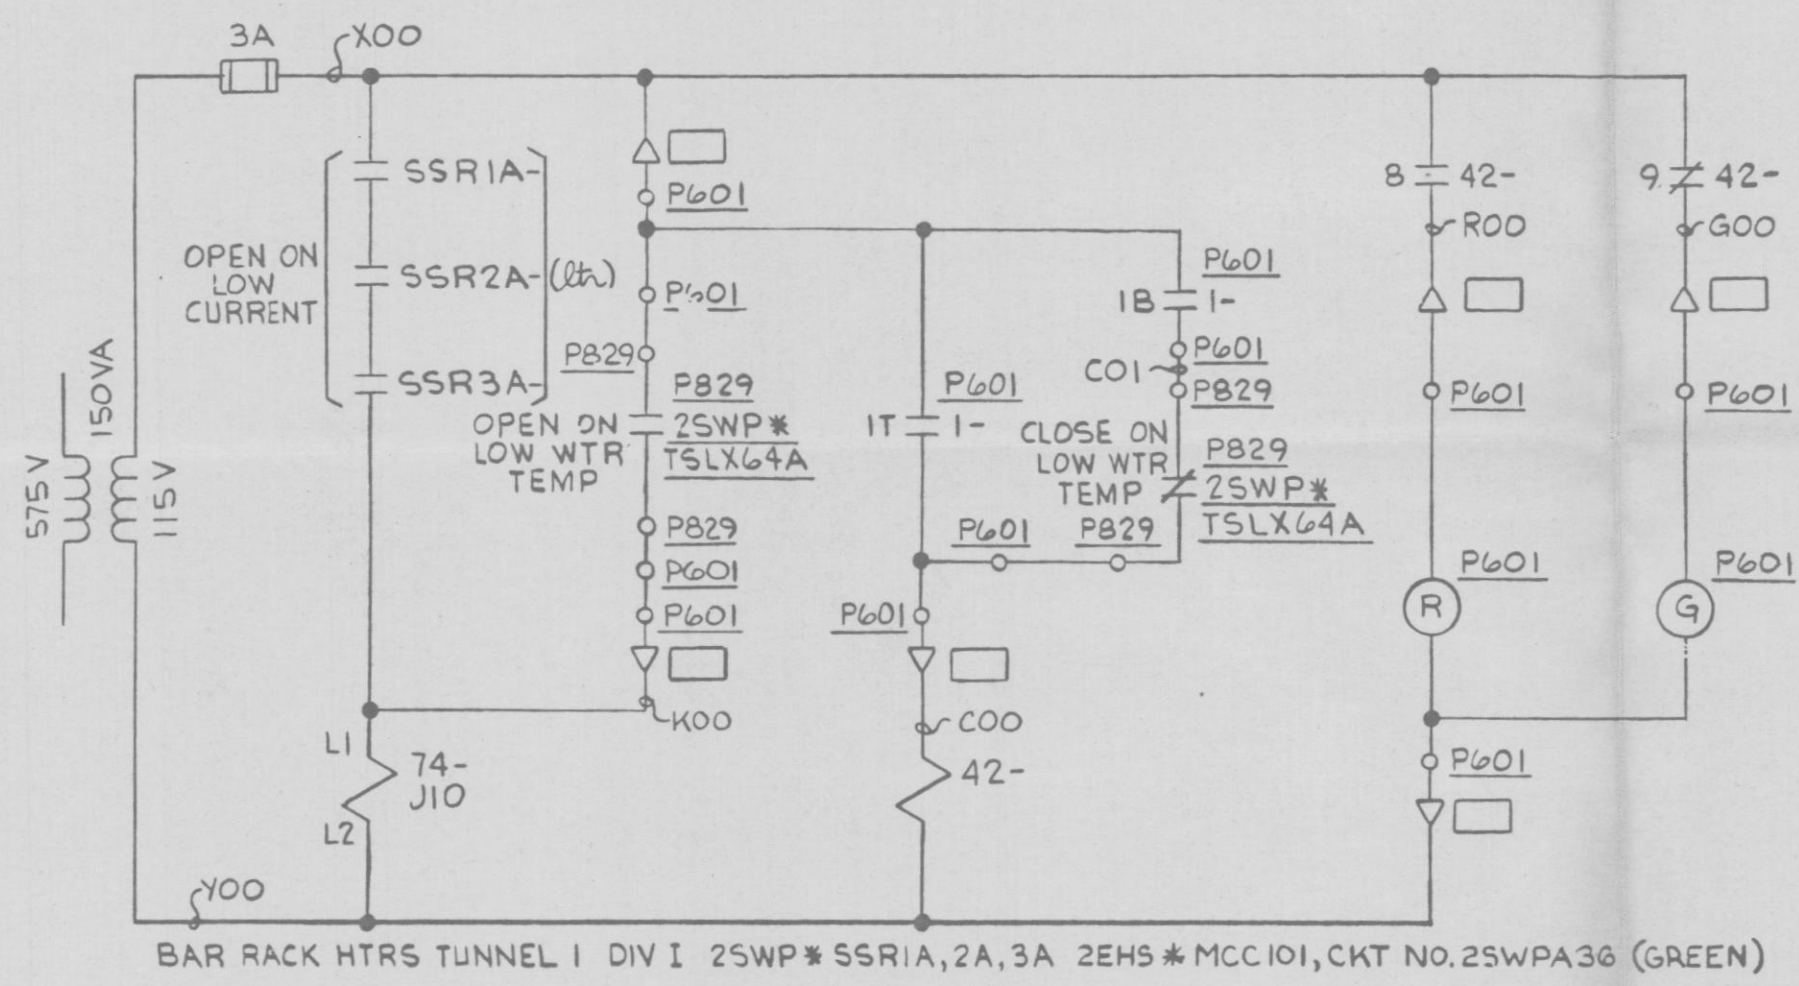 3A
X00
SSR1A-
OPEN ON
LOW
CURRENT
SSR2A-(ltr)
SSR3A-
575V
150VA
115V
P601
P601
P829
OPEN ON
LOW WTR
TEMP
P829
2SWP*
TSLX64A
P829
P601
P601
K00
L1
74-
J10
L2
P601
1T
1-
P601
1B
1-
P601
C01
P829
CLOSE ON
LOW WTR
TEMP
P829
2SWP*
TSLX64A
P601
P829
P601
C00
42-
8
42-
R00
P601
P601
R
P601
9
42-
G00
P601
P601
G
Y00
BAR RACK HTRS TUNNEL 1 DIV I 2SWP*SSR1A,2A,3A 2EHS*MCC101,CKT NO.2SWPA36 (GREEN)